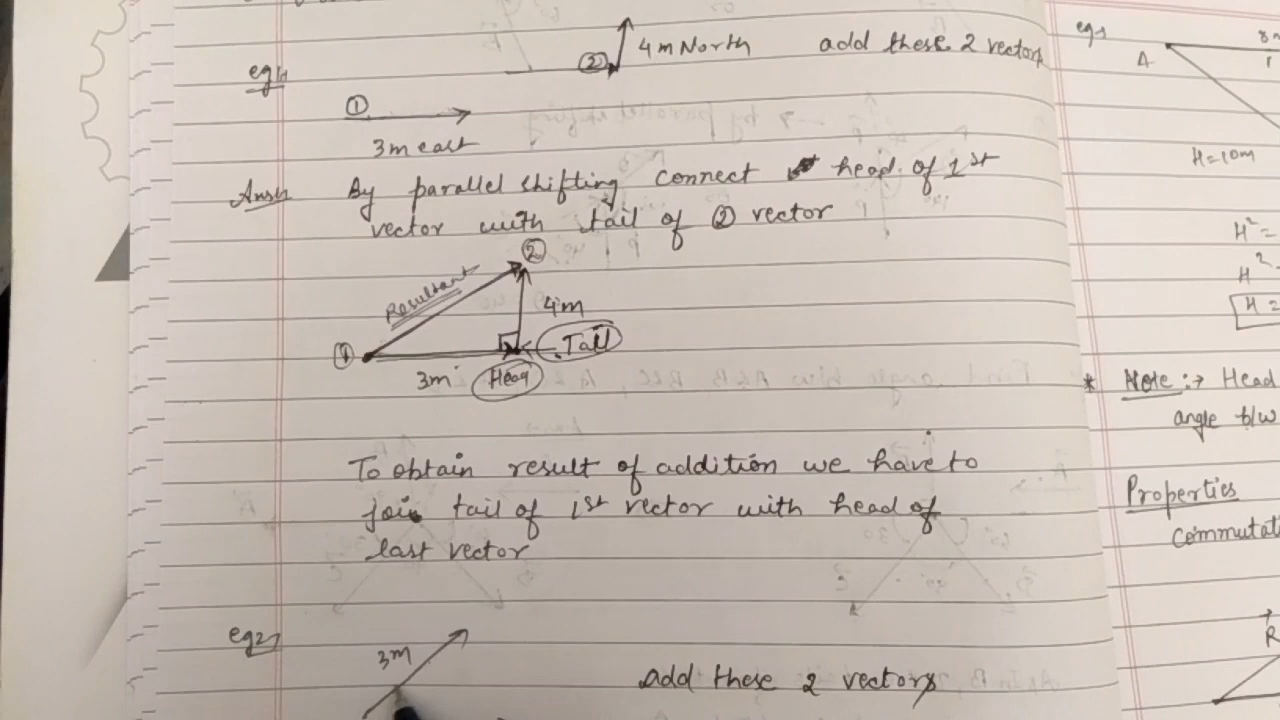 ② 4m North add these 2 vectors
eg1→
①
3m east
Ans→ By parallel shifting connect head of 1st
vector with tail of ② vector
②
Resultant
4m
Tail
①
3m Head
To obtain result of addition we have to
join tail of 1st vector with head of
last vector
eg2→
3m
add these 2 vectors
eg→
A
H=10m
H² =
H²
H =
* Note :→ Head
angle b/w
Properties
R